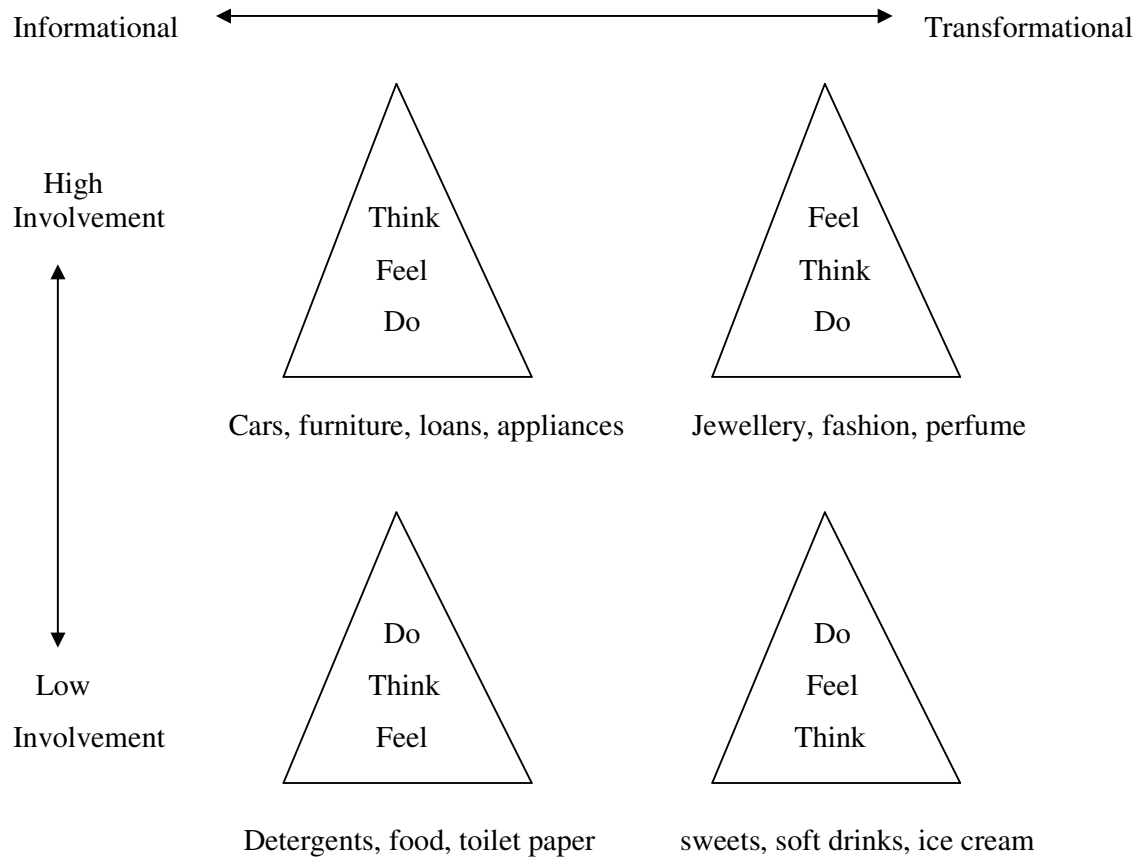 Informational
Transformational
High
Involvement
Think
Feel
Do
Feel
Think
Do
Cars, furniture, loans, appliances
Jewellery, fashion, perfume
Low
Involvement
Do
Think
Feel
Do
Feel
Think
Detergents, food, toilet paper
sweets, soft drinks, ice cream